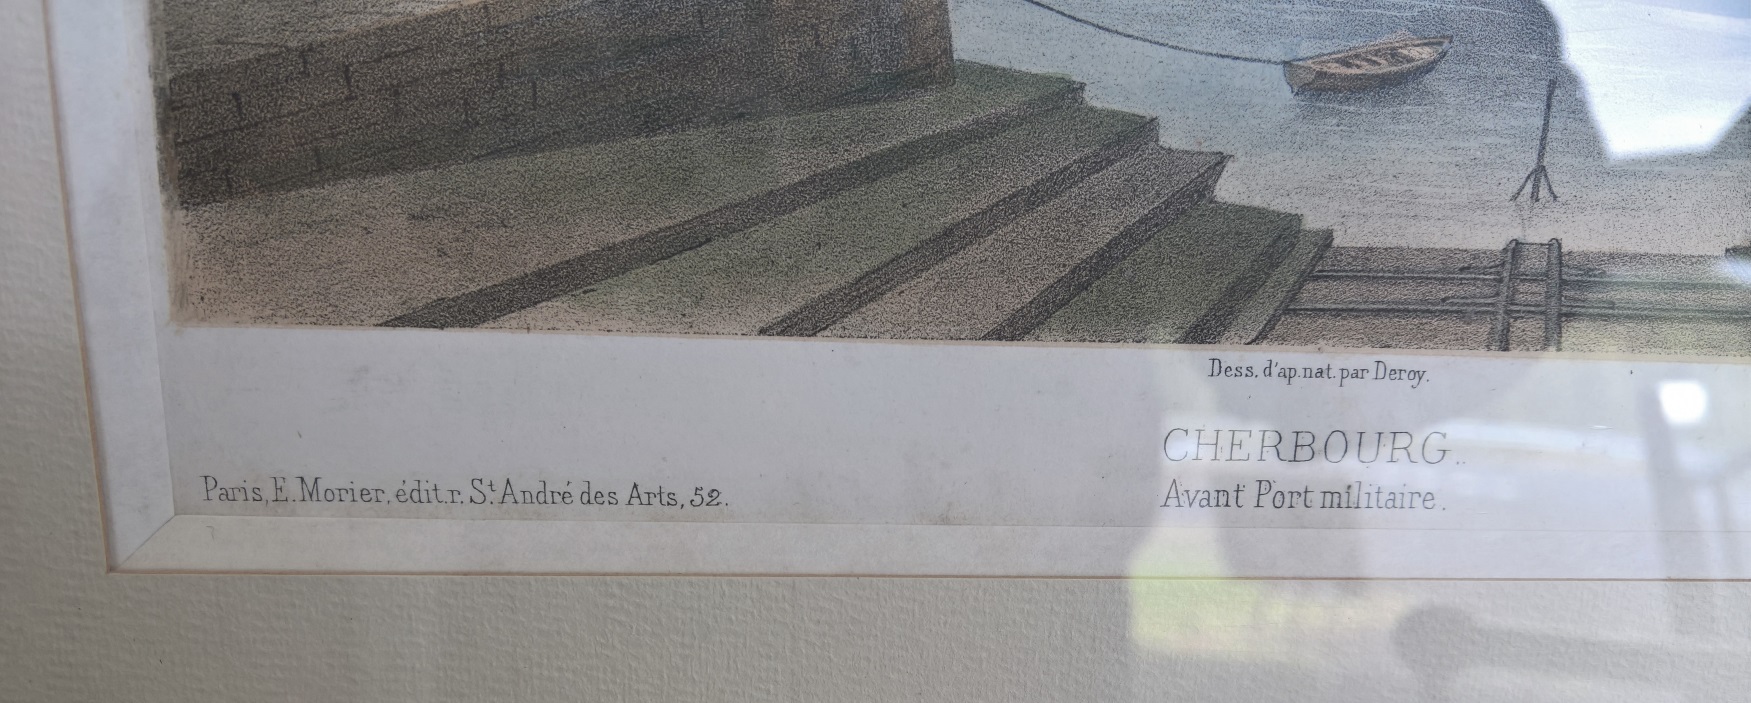 Dess. d'ap. nat. par Deroy.
CHERBOURG.
Paris, E. Morier, édit.r. St. André des Arts, 52.
Avant Port militaire.